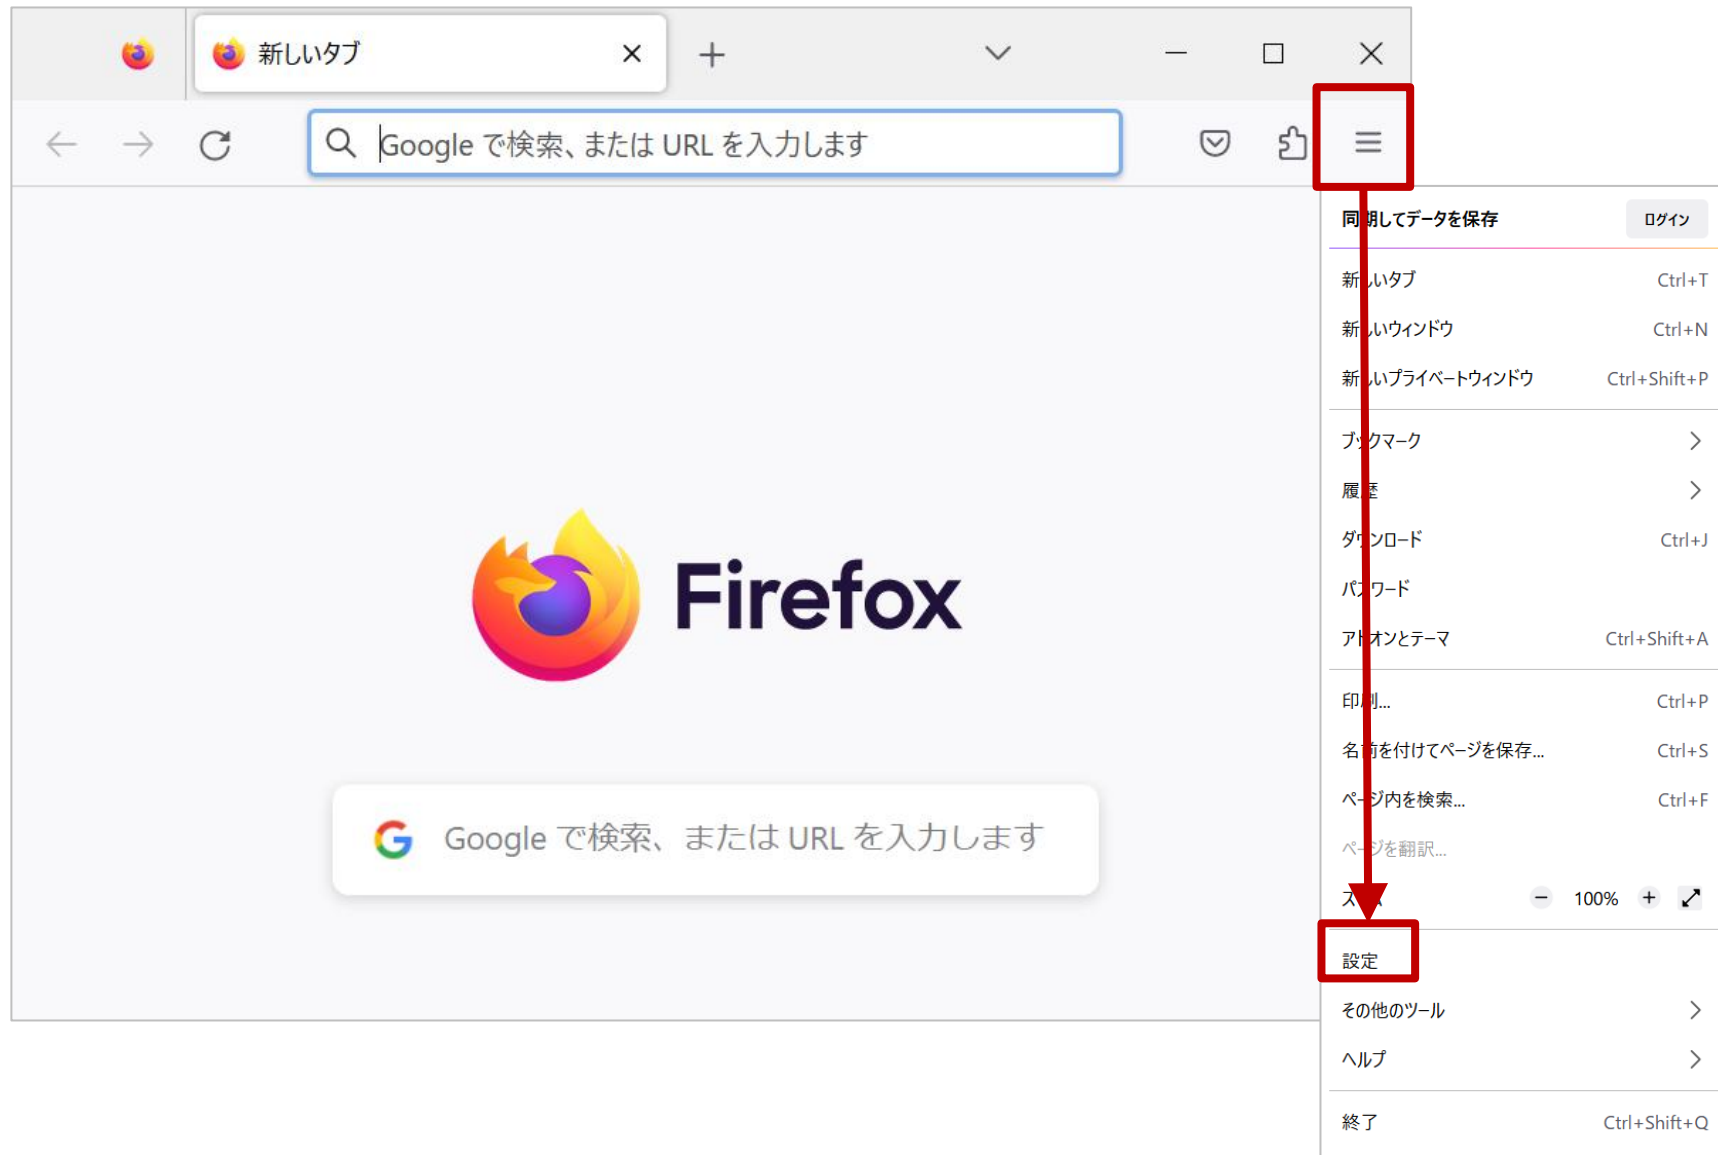 新しいタブ
Google で検索、または URL を入力します
同期してデータを保存 ログイン
新しいタブ Ctrl+T
新しいウィンドウ Ctrl+N
新しいプライベートウィンドウ Ctrl+Shift+P
ブックマーク
履歴
ダウンロード Ctrl+J
パスワード
アドオンとテーマ Ctrl+Shift+A
Firefox
印刷... Ctrl+P
名前を付けてページを保存... Ctrl+S
ページ内を検索... Ctrl+F
Google で検索、または URL を入力します
ページを翻訳...
ズーム 100%
設定
その他のツール
ヘルプ
終了 Ctrl+Shift+Q